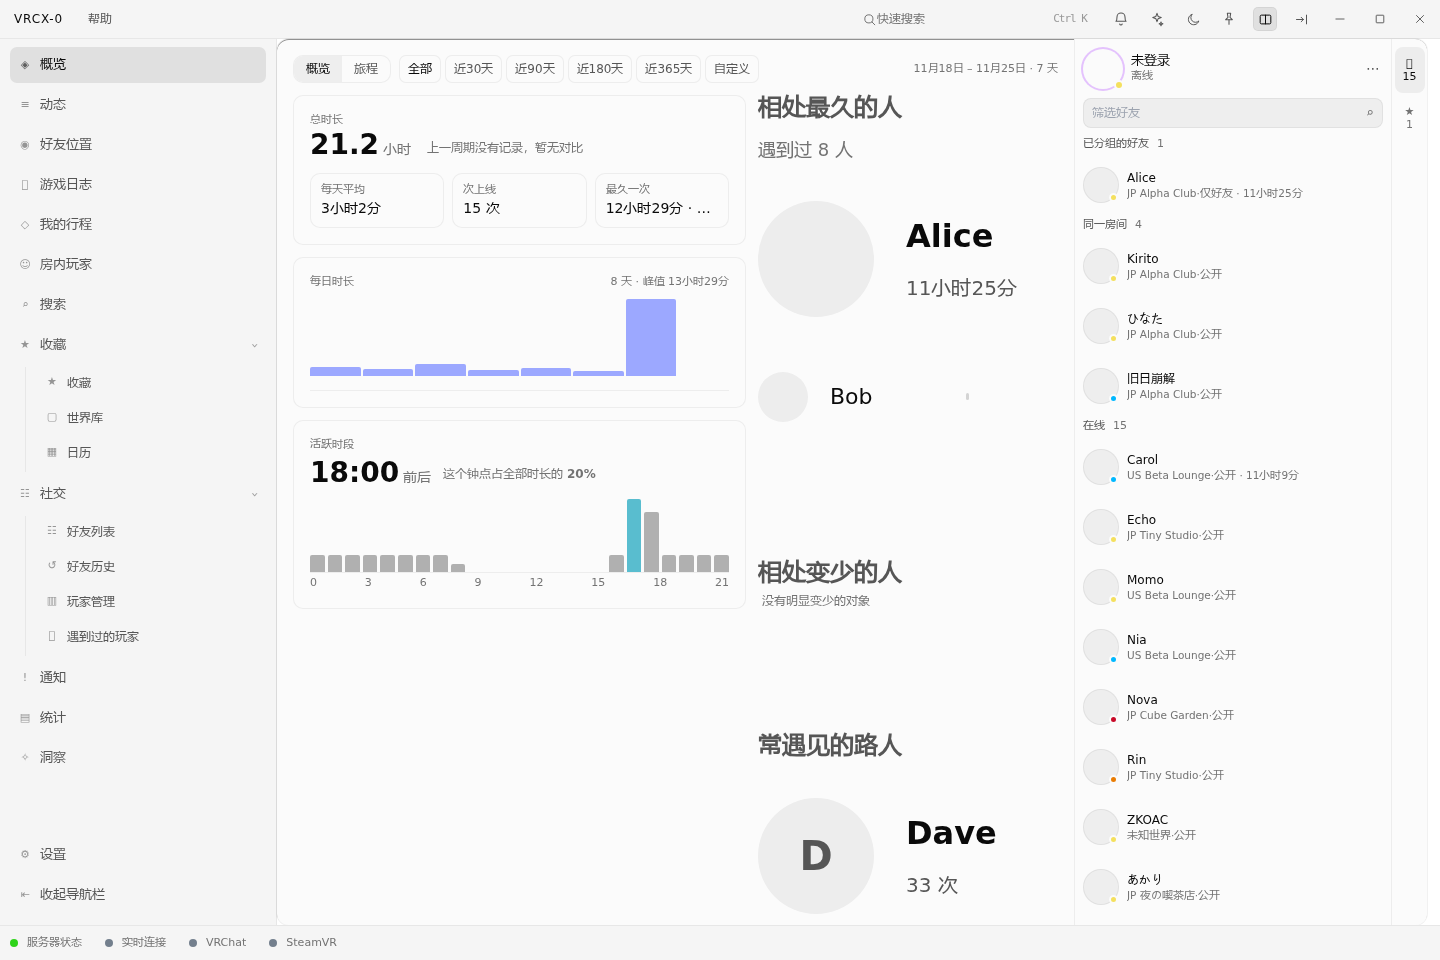 VRCX-0 帮助 快速搜索 Ctrl K
概览
动态
好友位置
游戏日志
我的行程
房内玩家
搜索
收藏
收藏
世界库
日历
社交
好友列表
好友历史
玩家管理
遇到过的玩家
通知
统计
洞察
设置
收起导航栏
概览 旅程 全部 近30天 近90天 近180天 近365天 自定义 11月18日 – 11月25日 · 7 天
总时长
21.2 小时 上一周期没有记录，暂无对比
每天平均
3小时2分
次上线
15 次
最久一次
12小时29分 · ...
每日时长 8 天 · 峰值 13小时29分
活跃时段
18:00 前后 这个钟点占全部时长的 20%
0 3 6 9 12 15 18 21
相处最久的人
遇到过 8 人
Alice
11小时25分
Bob
相处变少的人
没有明显变少的对象
常遇见的路人
D
Dave
33 次
未登录
离线
筛选好友
已分组的好友 1
Alice
JP Alpha Club·仅好友 · 11小时25分
同一房间 4
Kirito
JP Alpha Club·公开
ひなた
JP Alpha Club·公开
旧日崩解
JP Alpha Club·公开
在线 15
Carol
US Beta Lounge·公开 · 11小时9分
Echo
JP Tiny Studio·公开
Momo
US Beta Lounge·公开
Nia
US Beta Lounge·公开
Nova
JP Cube Garden·公开
Rin
JP Tiny Studio·公开
ZKOAC
未知世界·公开
あかり
JP 夜の喫茶店·公开
15
1
服务器状态 实时连接 VRChat SteamVR